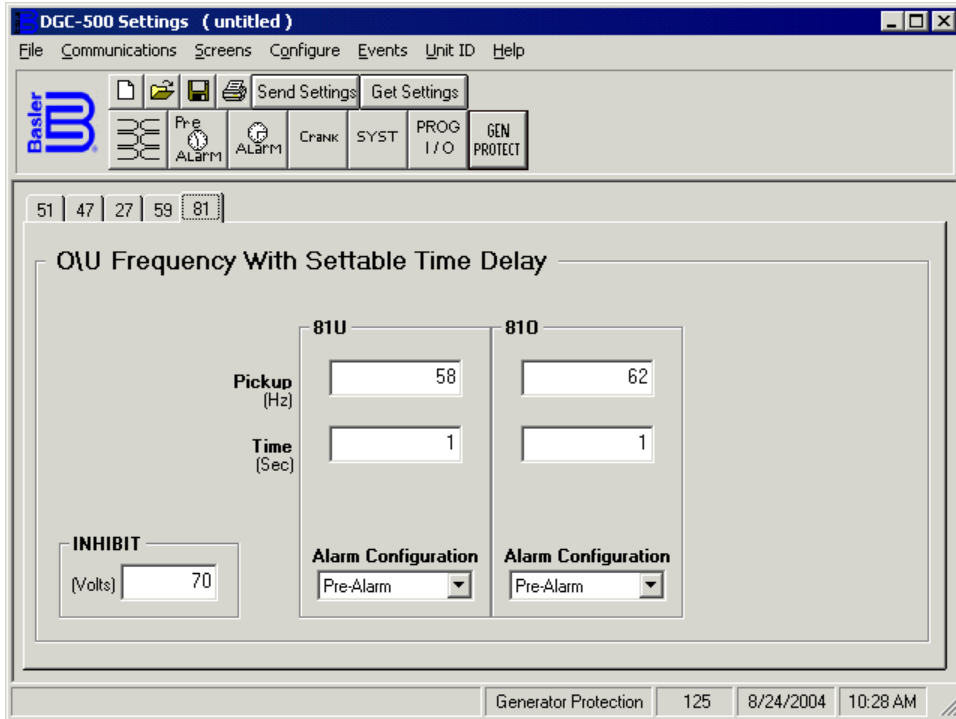 DGC-500 Settings ( untitled )
File Communications Screens Configure Events Unit ID Help
Basler
Send Settings Get Settings
Pre ALarm
ALarm
Crank
SYST
PROG I/O
GEN PROTECT
51 47 27 59 81
O\U Frequency With Settable Time Delay
81U 81O
Pickup (Hz) 58 62
Time (Sec) 1 1
INHIBIT
(Volts) 70
Alarm Configuration Alarm Configuration
Pre-Alarm Pre-Alarm
Generator Protection 125 8/24/2004 10:28 AM